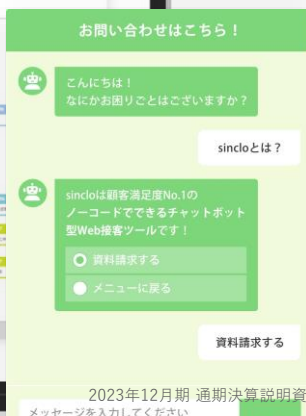 お問い合わせはこちら！
こんにちは！
なにかお困りごとはございますか？
sincloとは？
sincloは顧客満足度No.1の
ノーコードでできるチャットボット
型Web接客ツールです！
資料請求する
メニューに戻る
資料請求する
2023年12月期 通期決算説明資
メッセージを入力してください